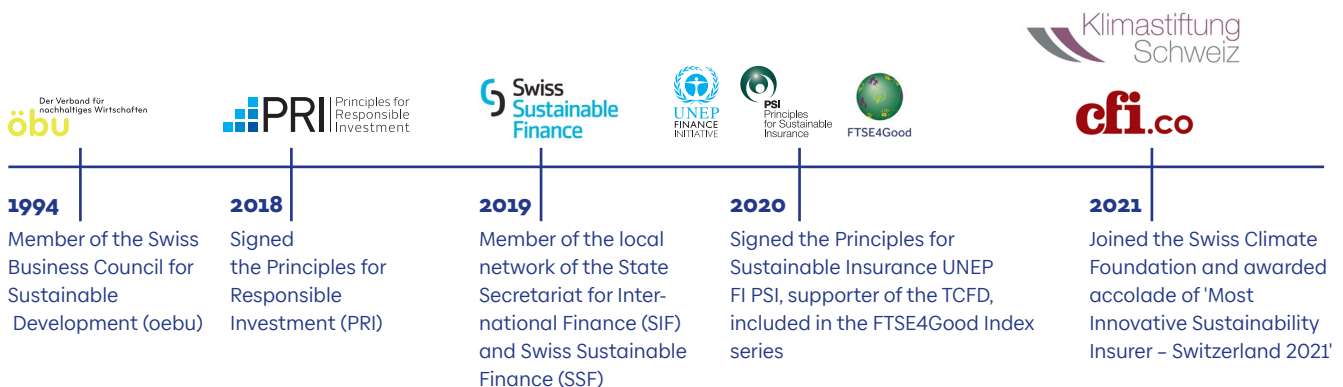 Klimastiftung
Schweiz
Der Verband für
nachhaltiges Wirtschaften
öbu
PRI
Principles for
Responsible
Investment
Swiss
Sustainable
Finance
UNEP
FINANCE
INITIATIVE
PSI
Principles
for Sustainable
Insurance
FTSE4Good
cfi.co
1994
Member of the Swiss
Business Council for
Sustainable
Development (oebu)
2018
Signed
the Principles for
Responsible
Investment (PRI)
2019
Member of the local
network of the State
Secretariat for Inter-
national Finance (SIF)
and Swiss Sustainable
Finance (SSF)
2020
Signed the Principles for
Sustainable Insurance UNEP
FI PSI, supporter of the TCFD,
included in the FTSE4Good Index
series
2021
Joined the Swiss Climate
Foundation and awarded
accolade of 'Most
Innovative Sustainability
Insurer – Switzerland 2021'